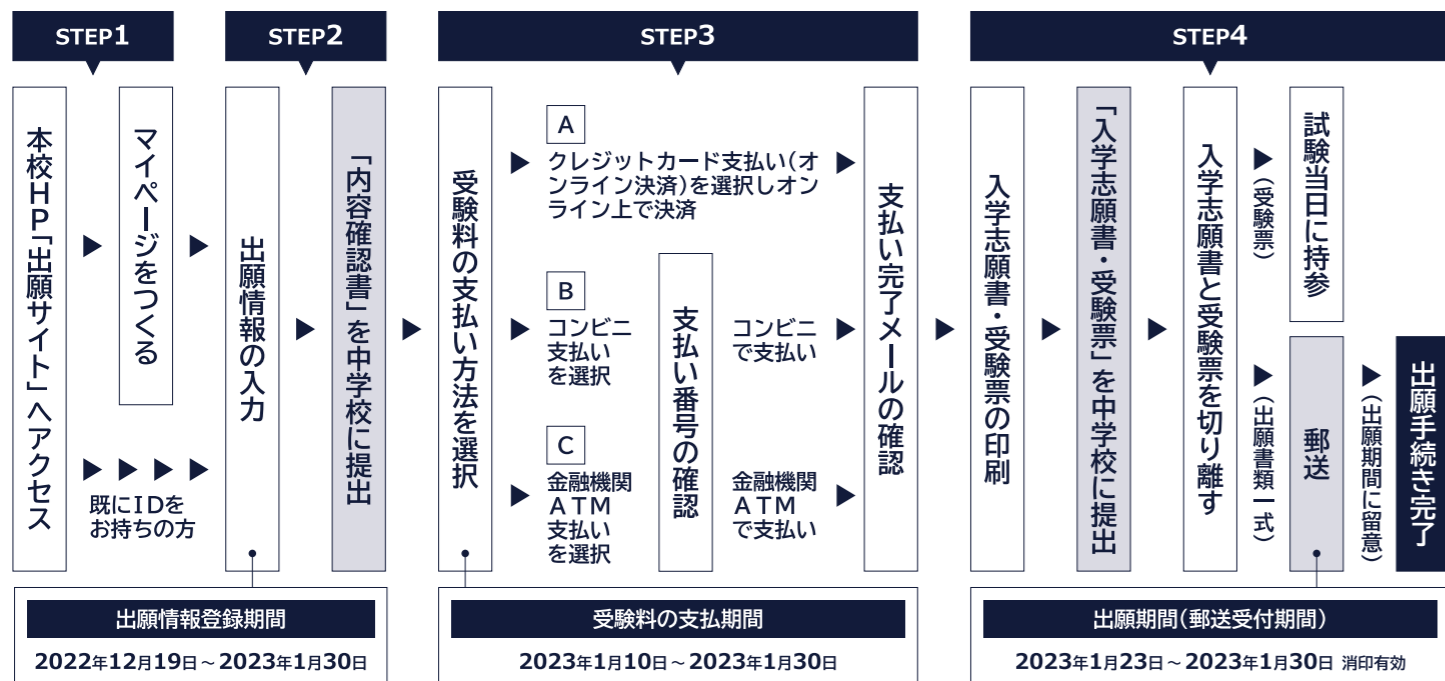 STEP1
本校HP「出願サイト」へアクセス
マイページをつくる
既にIDを
お持ちの方
STEP2
出願情報の入力
「内容確認書」を中学校に提出
出願情報登録期間
2022年12月19日～2023年1月30日
STEP3
受験料の支払い方法を選択
A
クレジットカード支払い(オ
ンライン決済)を選択しオン
ライン上で決済
B
コンビニ
支払い
を選択
C
金融機関
ATM
支払い
を選択
支払い番号の確認
コンビニ
で支払い
金融機関
ATM
で支払い
支払い完了メールの確認
受験料の支払期間
2023年1月10日～2023年1月30日
STEP4
入学志願書・受験票の印刷
「入学志願書・受験票」を中学校に提出
入学志願書と受験票を切り離す
(受験票)
試験当日に持参
(出願書類一式)
郵送
(出願期間に留意)
出願手続き完了
出願期間(郵送受付期間)
2023年1月23日～2023年1月30日 消印有効